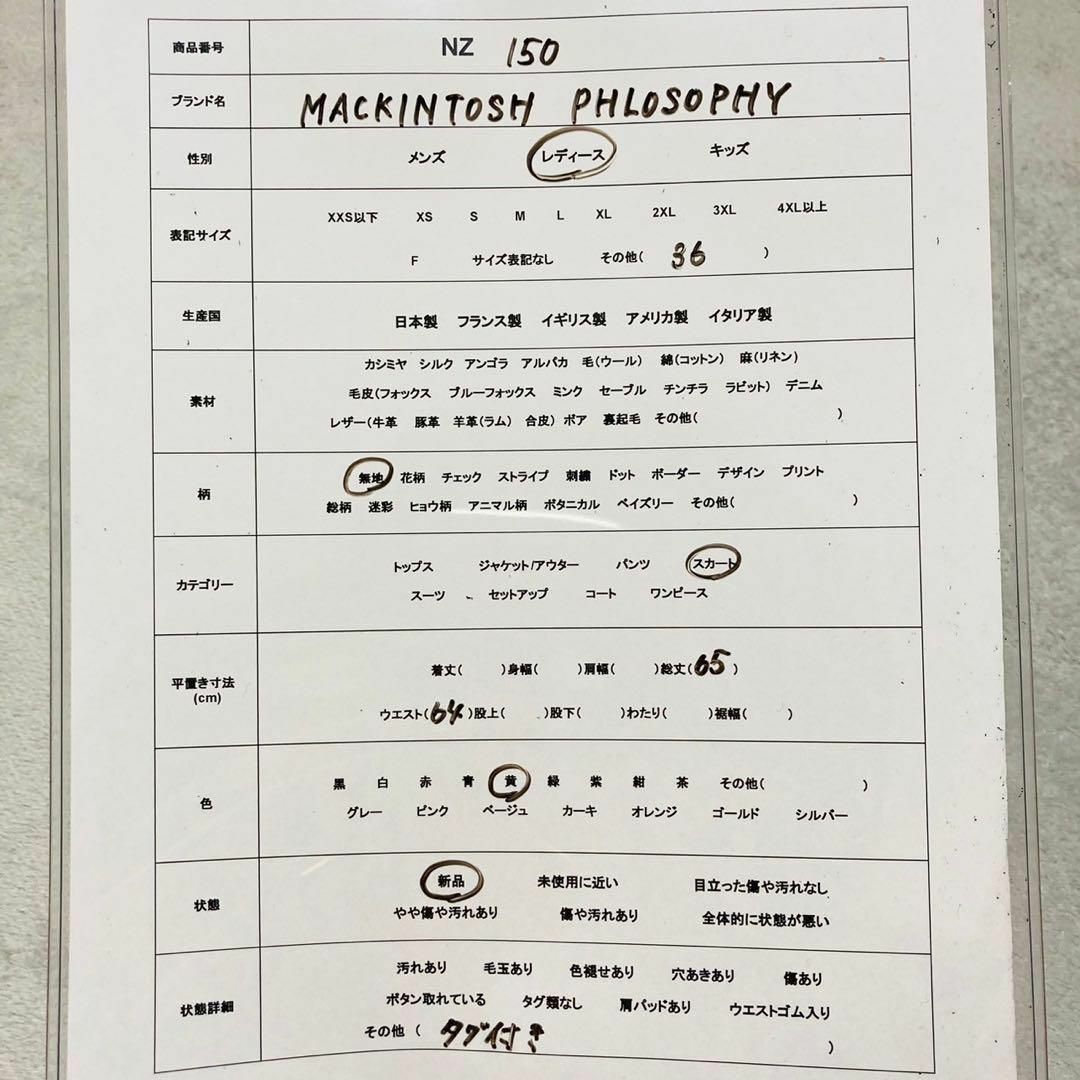 商品番号 NZ 150
ブランド名 MACKINTOSH PHLOSOPHY
性別 メンズ レディース キッズ
表記サイズ
XXS以下 XS S M L XL 2XL 3XL 4XL以上
F サイズ表記なし その他( 36 )
生産国 日本製 フランス製 イギリス製 アメリカ製 イタリア製
素材
カシミヤ シルク アンゴラ アルパカ 毛(ウール) 綿(コットン) 麻(リネン)
毛皮(フォックス ブルーフォックス ミンク セーブル チンチラ ラビット) デニム
レザー(牛革 豚革 羊革(ラム) 合皮) ボア 裏起毛 その他( )
柄
無地 花柄 チェック ストライプ 刺繍 ドット ボーダー デザイン プリント
総柄 迷彩 ヒョウ柄 アニマル柄 ボタニカル ペイズリー その他( )
カテゴリー
トップス ジャケット/アウター パンツ スカート
スーツ セットアップ コート ワンピース
平置き寸法
(cm)
着丈( )身幅( )肩幅( )総丈(65)
ウエスト(64)股上( )股下( )わたり( )裾幅( )
色
黒 白 赤 青 黄 緑 紫 紺 茶 その他( )
グレー ピンク ベージュ カーキ オレンジ ゴールド シルバー
状態
新品 未使用に近い 目立った傷や汚れなし
やや傷や汚れあり 傷や汚れあり 全体的に状態が悪い
状態詳細
汚れあり 毛玉あり 色褪せあり 穴あきあり 傷あり
ボタン取れている タグ類なし 肩パッドあり ウエストゴム入り
その他 ( タグ付き )